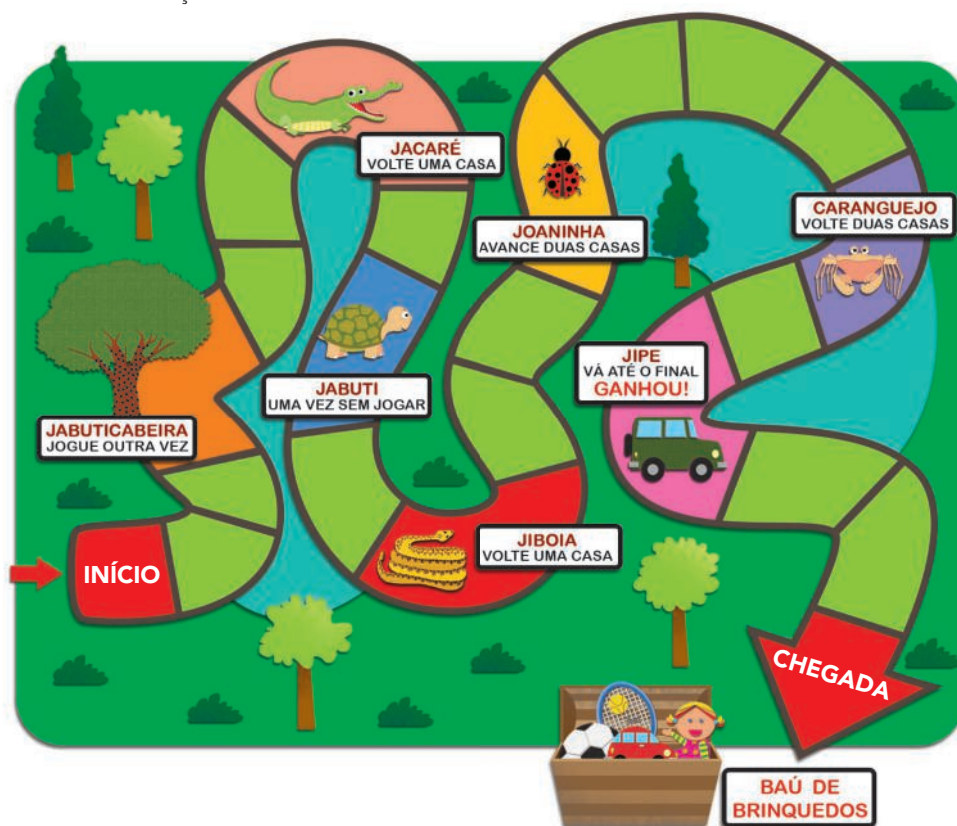 JACARÉ
VOLTE UMA CASA
JOANINHA
AVANCE DUAS CASAS
CARANGUEJO
VOLTE DUAS CASAS
JABUTI
UMA VEZ SEM JOGAR
JIPE
VÁ ATÉ O FINAL
GANHOU!
JABUTICABEIRA
JOGUE OUTRA VEZ
JIBOIA
VOLTE UMA CASA
INÍCIO
CHEGADA
BAÚ DE
BRINQUEDOS